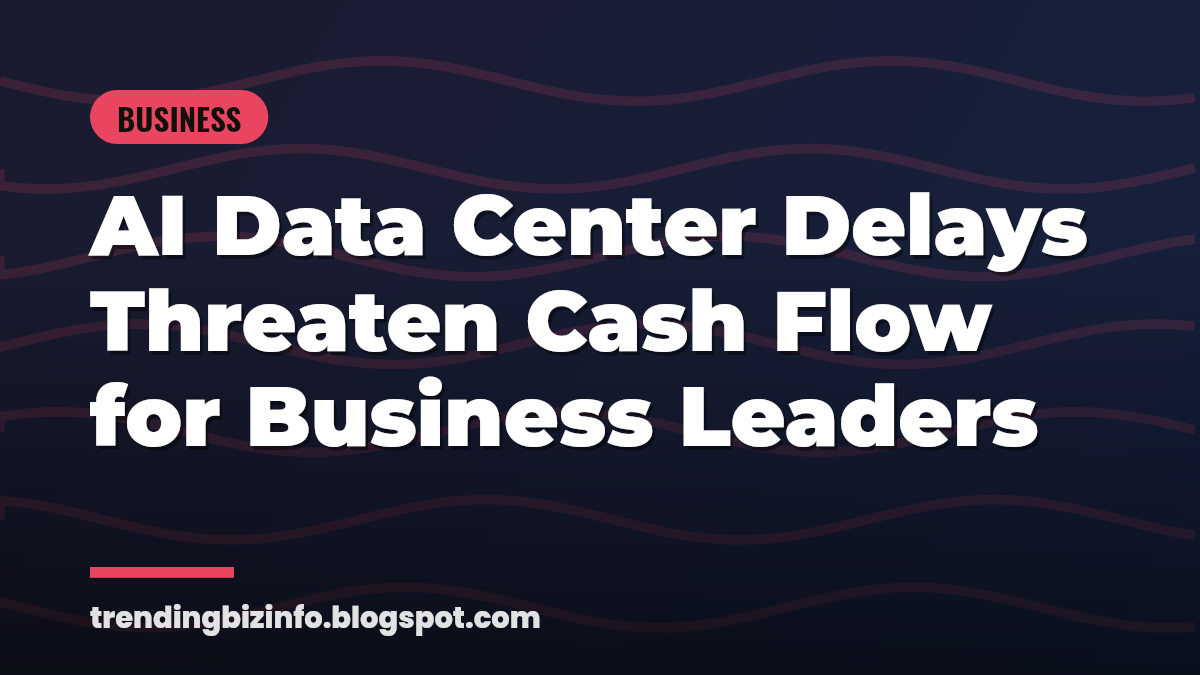 BUSINESS
AI Data Center Delays
Threaten Cash Flow
for Business Leaders
trendingbizinfo.blogspot.com